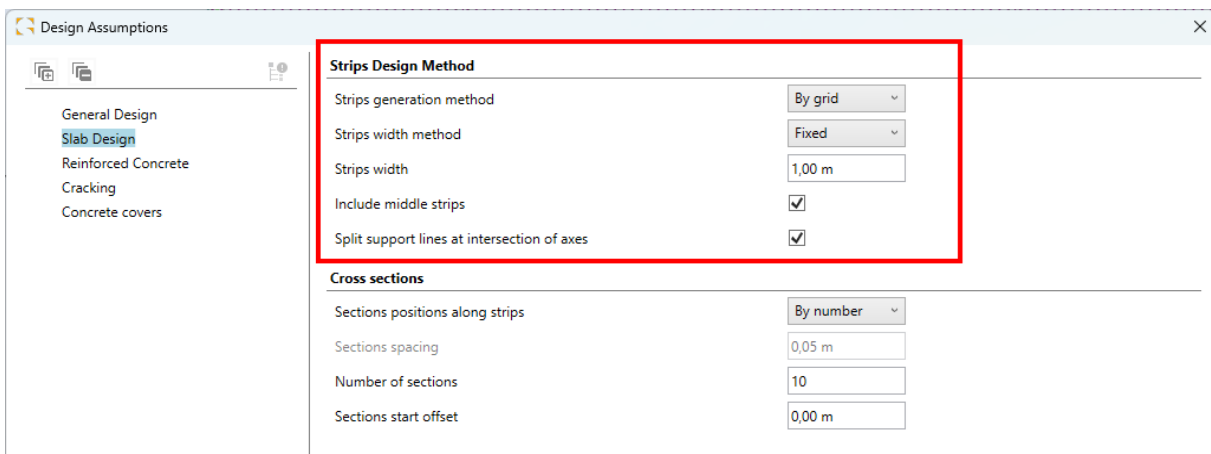 Design Assumptions
General Design
Slab Design
Reinforced Concrete
Cracking
Concrete covers
Strips Design Method
Strips generation method By grid
Strips width method Fixed
Strips width 1,00 m
Include middle strips
Split support lines at intersection of axes
Cross sections
Sections positions along strips By number
Sections spacing 0,05 m
Number of sections 10
Sections start offset 0,00 m